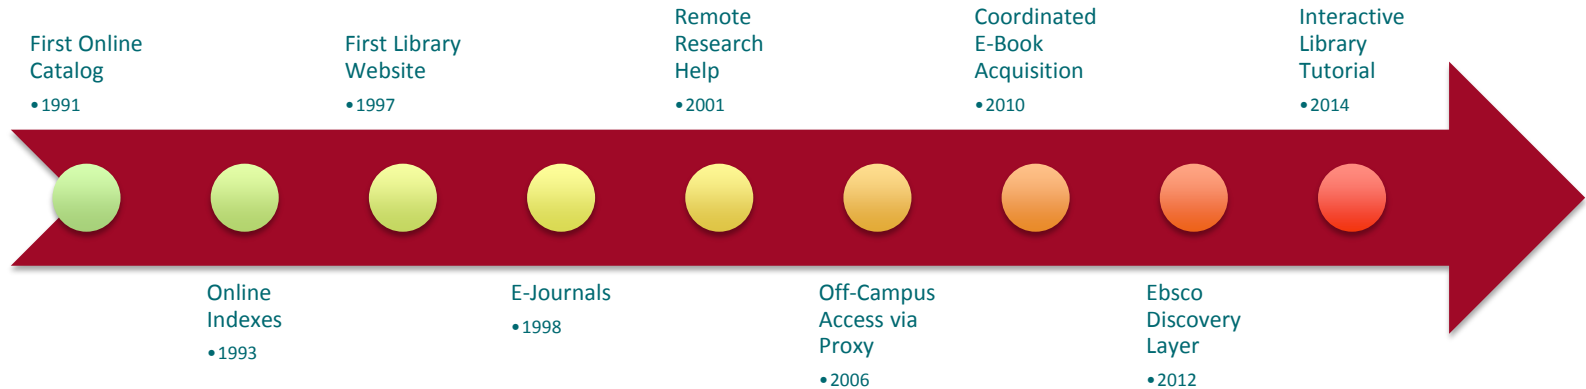 First Online
Catalog
•1991
Online
Indexes
•1993
First Library
Website
•1997
E-Journals
•1998
Remote
Research
Help
•2001
Off-Campus
Access via
Proxy
•2006
Coordinated
E-Book
Acquisition
•2010
Ebsco
Discovery
Layer
•2012
Interactive
Library
Tutorial
•2014